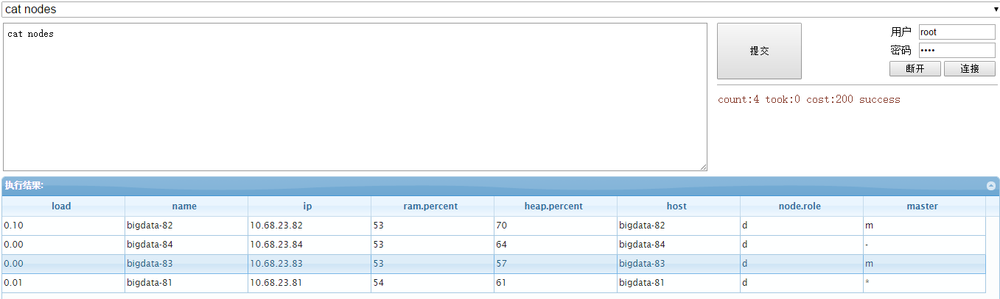 cat nodes
cat nodes
提交
用户 root
密码 ••••
断开 连接
count:4 took:0 cost:200 success
执行结果:
load name ip ram.percent heap.percent host node.role master
0.10 bigdata-82 10.68.23.82 53 70 bigdata-82 d m
0.00 bigdata-84 10.68.23.84 53 64 bigdata-84 d -
0.00 bigdata-83 10.68.23.83 53 57 bigdata-83 d m
0.01 bigdata-81 10.68.23.81 54 61 bigdata-81 d *